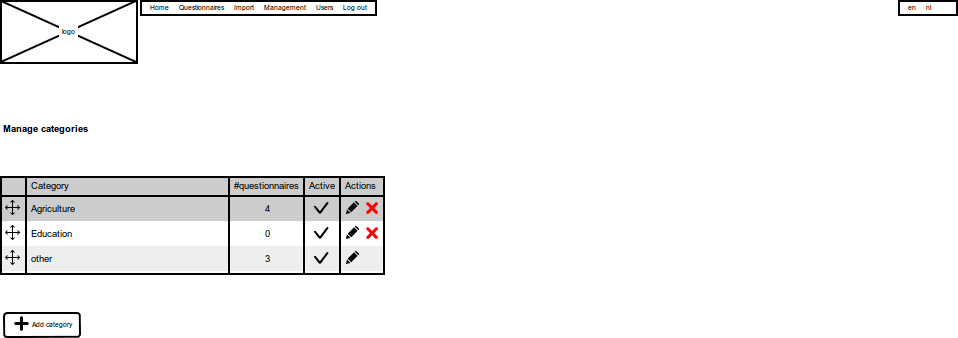 logo
Home Questionnaires Import Management Users Log out
en nl
Manage categories
Category #questionnaires Active Actions
Agriculture 4
Education 0
other 3
Add category